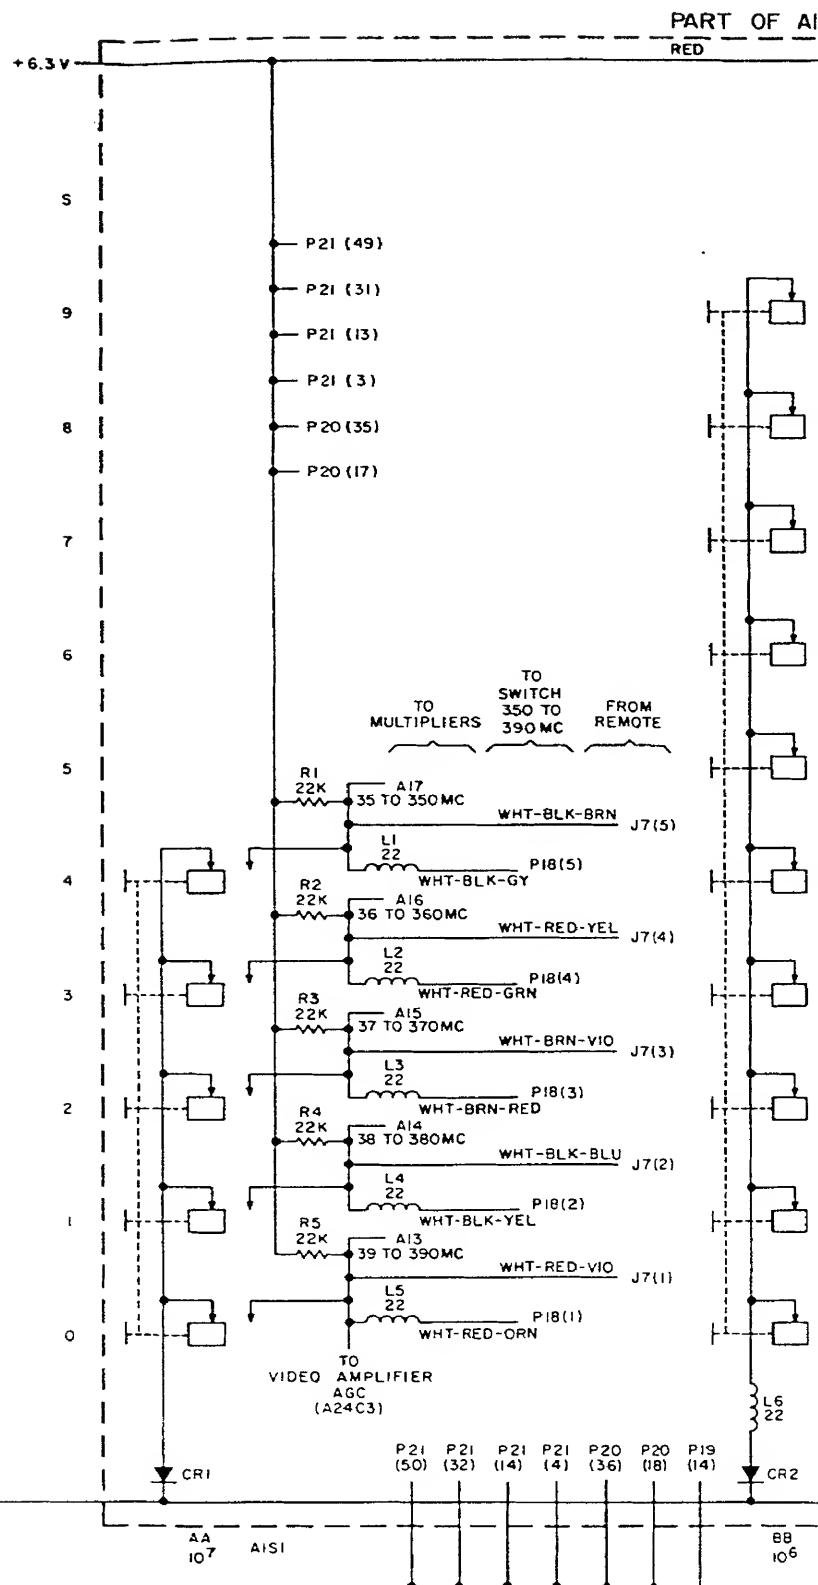 PART OF A1
RED
+6.3V
S
P21 (49)
P21 (31)
9
P21 (13)
P21 (3)
8
P20 (35)
P20 (17)
7
6
TO MULTIPLIERS
TO SWITCH 350 TO 390 MC
FROM REMOTE
5
R1
22K
A17
35 TO 350MC
WHT-BLK-BRN
J7(5)
L1
22
P18(5)
WHT-BLK-GY
4
R2
22K
A16
36 TO 360MC
WHT-RED-YEL
J7(4)
L2
22
P18(4)
WHT-RED-GRN
3
R3
22K
A15
37 TO 370MC
WHT-BRN-VIO
J7(3)
L3
22
P18(3)
WHT-BRN-RED
2
R4
22K
A14
38 TO 380MC
WHT-BLK-BLU
J7(2)
L4
22
P18(2)
WHT-BLK-YEL
1
R5
22K
A13
39 TO 390MC
WHT-RED-VIO
J7(1)
L5
22
P18(1)
WHT-RED-ORN
0
TO
VIDEO AMPLIFIER
AGC
(A24C3)
L6
22
P21 (50)
P21 (32)
P21 (14)
P21 (4)
P20 (36)
P20 (18)
P19 (14)
CR1
CR2
AA
10⁷
A1S1
BB
10⁶